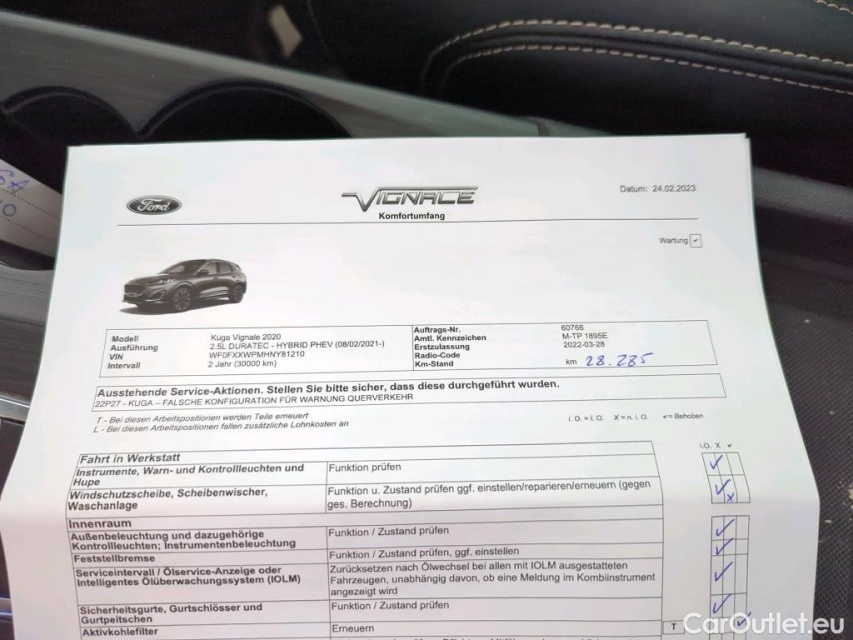 Ford
VIGNALE
Komfortumfang
Datum: 24.02.2023
Wartung
Modell Kuga Vignale 2020
Ausführung 2.5L DURATEC - HYBRID PHEV (08/02/2021-)
VIN WF0FXXWPMHNY81210
Intervall 2 Jahr (30000 km)
Auftrags-Nr. 60766
Amtl. Kennzeichen M-TP 1895E
Erstzulassung 2022-03-28
Radio-Code
Km-Stand km 28.285
Ausstehende Service-Aktionen. Stellen Sie bitte sicher, dass diese durchgeführt wurden.
22P27 - KUGA – FALSCHE KONFIGURATION FÜR WARNUNG QUERVERKEHR
T - Bei diesen Arbeitspositionen werden Teile erneuert
L - Bei diesen Arbeitspositionen fallen zusätzliche Lohnkosten an
i.O. = i.O. X = n. i.O. ✔= Behoben
i.O. X ✔
Fahrt in Werkstatt
Instrumente, Warn- und Kontrollleuchten und
Hupe
Funktion prüfen
Windschutzscheibe, Scheibenwischer,
Waschanlage
Funktion u. Zustand prüfen ggf. einstellen/reparieren/erneuern (gegen
ges. Berechnung)
Innenraum
Außenbeleuchtung und dazugehörige
Kontrollleuchten; Instrumentenbeleuchtung
Funktion / Zustand prüfen
Feststellbremse
Funktion / Zustand prüfen, ggf. einstellen
Serviceintervall / Ölservice-Anzeige oder
Intelligentes Ölüberwachungssystem (IOLM)
Zurücksetzen nach Ölwechsel bei allen mit IOLM ausgestatteten
Fahrzeugen, unabhängig davon, ob eine Meldung im Kombiinstrument
angezeigt wird
Sicherheitsgurte, Gurtschlösser und
Gurtpeitschen
Funktion / Zustand prüfen
Aktivkohlefilter
Erneuern
T
CarOutlet.eu